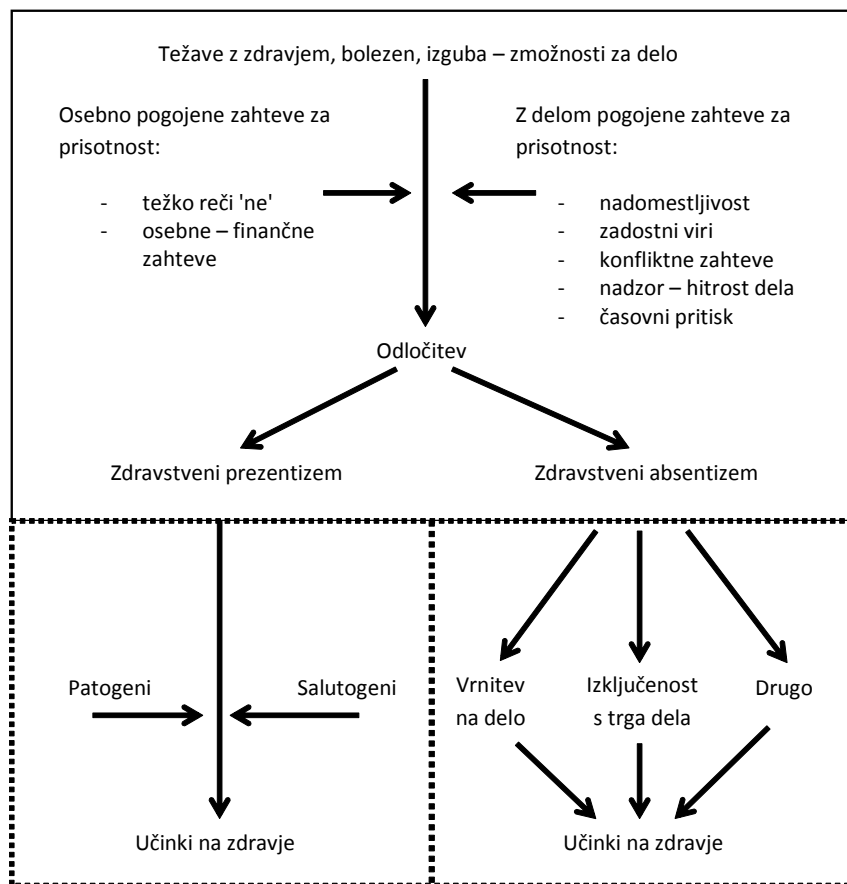 Težave z zdravjem, bolezen, izguba – zmožnosti za delo
Osebno pogojene zahteve za
prisotnost:
- težko reči 'ne'
- osebne – finančne
zahteve
Z delom pogojene zahteve za
prisotnost:
- nadomestljivost
- zadostni viri
- konfliktne zahteve
- nadzor – hitrost dela
- časovni pritisk
Odločitev
Zdravstveni prezentizem
Zdravstveni absentizem
Patogeni
Salutogeni
Učinki na zdravje
Vrnitev
na delo
Izključenost
s trga dela
Drugo
Učinki na zdravje